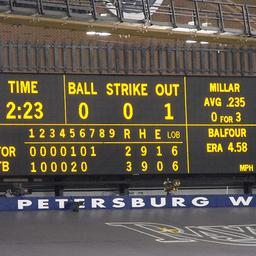 TIME BALL STRIKE OUT MILLAR
2:23 0 0 1 AVG .235
0 FOR 3
1 2 3 4 5 6 7 8 9 R H E LOB BALFOUR
TOR 0 0 0 0 1 0 1 2 9 1 6 ERA 4.58
TB 1 0 0 0 2 0 3 9 0 6
MPH
PETERSBURG W